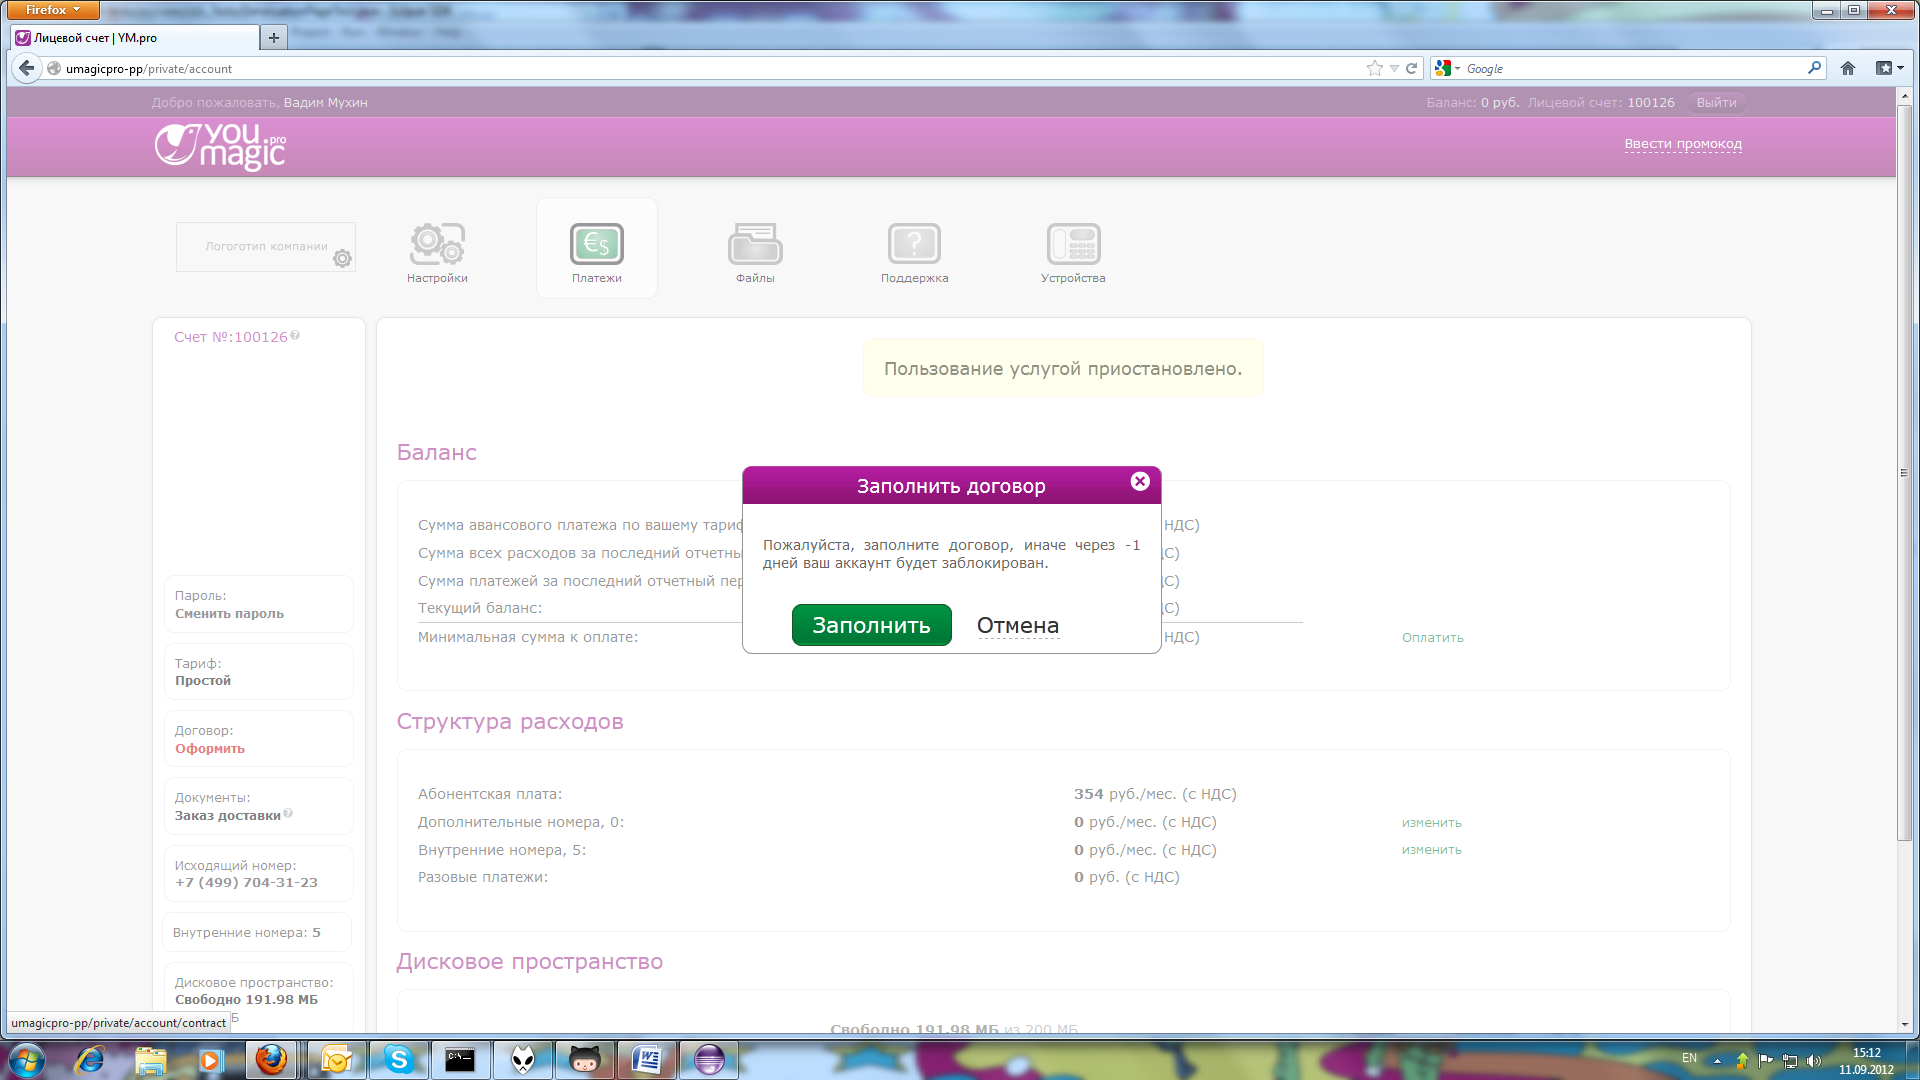 Firefox
Лицевой счет | YM.pro
umagicpro-pp/private/account
Google
Добро пожаловать, Вадим Мухин
Баланс: 0 руб. Лицевой счет: 100126 Выйти
you magic pro
Ввести промокод
Логотип компании
Настройки
Платежи
Файлы
Поддержка
Устройства
Счет №:100126
Пароль:
Сменить пароль
Тариф:
Простой
Договор:
Оформить
Документы:
Заказ доставки
Исходящий номер:
+7 (499) 704-31-23
Внутренние номера: 5
Дисковое пространство:
Свободно 191.98 МБ
Б
Пользование услугой приостановлено.
Баланс
Сумма авансового платежа по вашему тариф
НДС)
Сумма всех расходов за последний отчетны
ДС)
Сумма платежей за последний отчетный пер
ДС)
Текущий баланс:
ДС)
Минимальная сумма к оплате:
НДС)
Оплатить
Заполнить договор
Пожалуйста, заполните договор, иначе через -1
дней ваш аккаунт будет заблокирован.
Заполнить Отмена
Структура расходов
Абонентская плата: 354 руб./мес. (с НДС)
Дополнительные номера, 0: 0 руб./мес. (с НДС) изменить
Внутренние номера, 5: 0 руб./мес. (с НДС) изменить
Разовые платежи: 0 руб. (с НДС)
Дисковое пространство
Свободно 191.98 МБ из 200 МБ
umagicpro-pp/private/account/contract
C:\
EN
15:12
11.09.2012